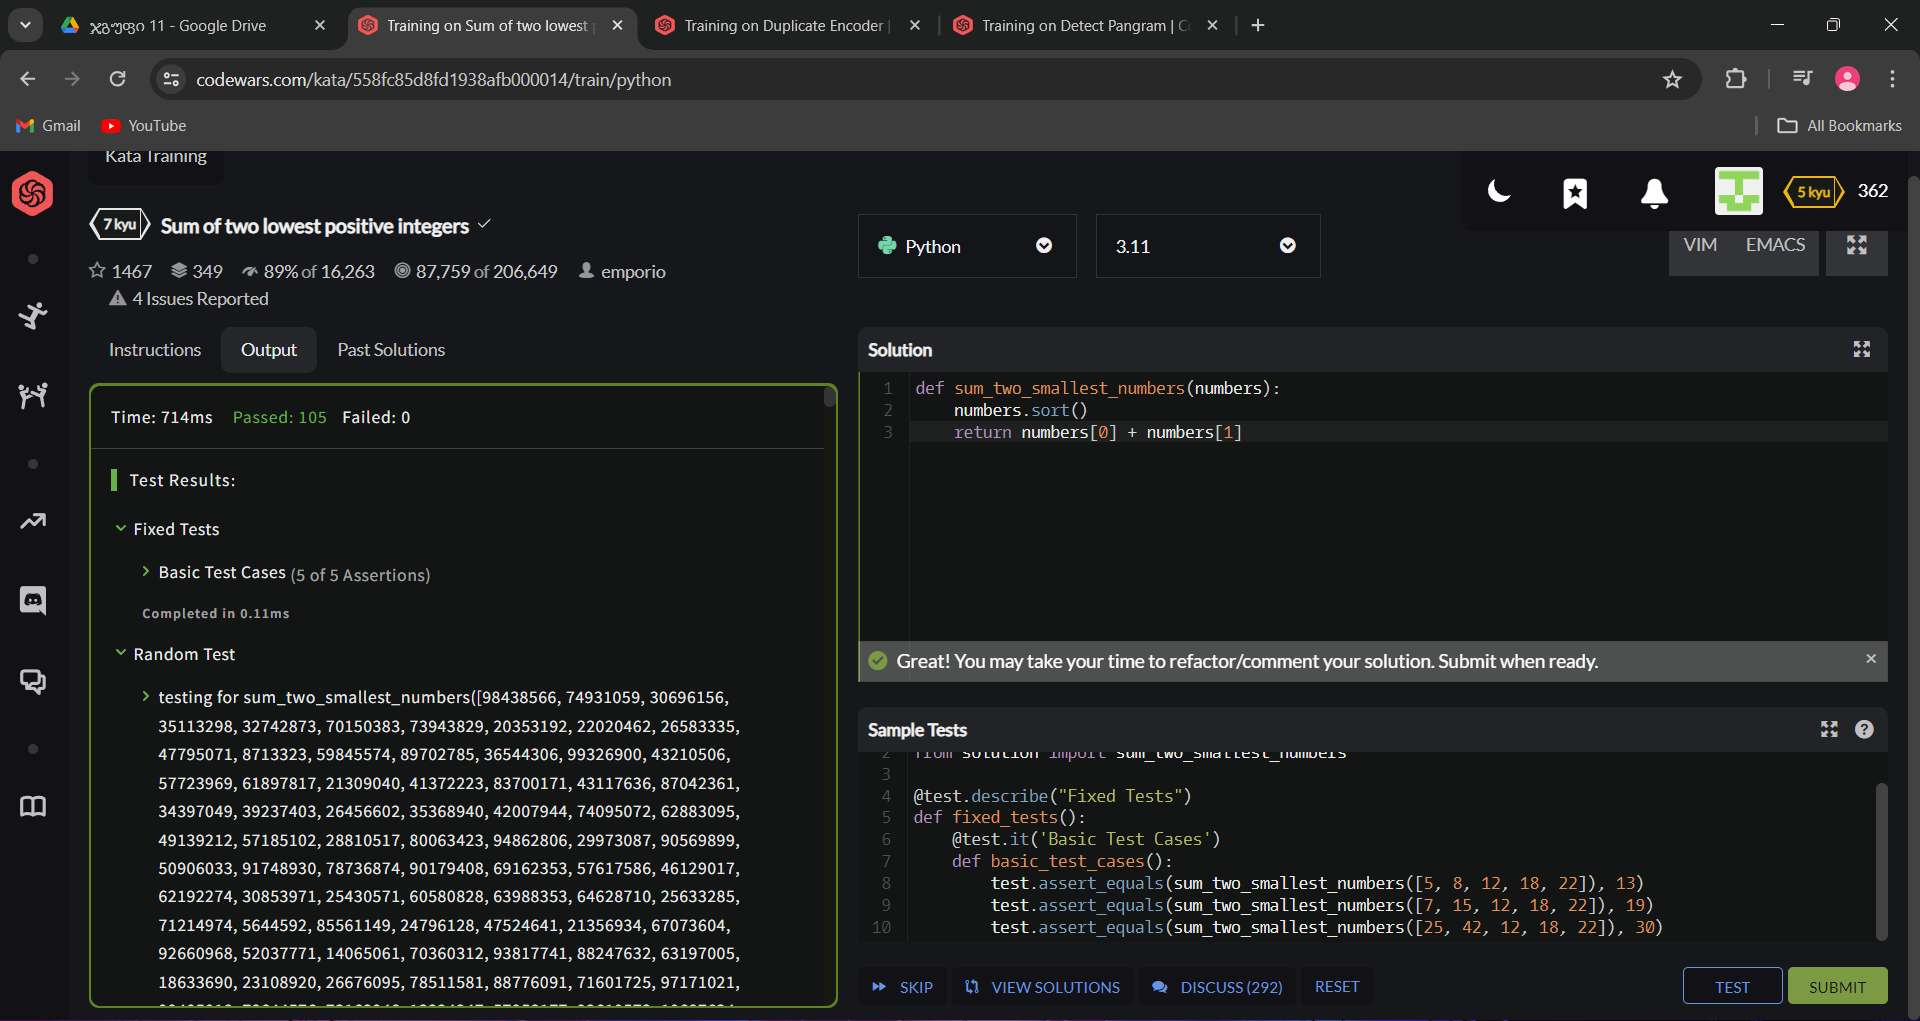 ჯგუფი 11 - Google Drive
Training on Sum of two lowest
Training on Duplicate Encoder |
Training on Detect Pangram | Co
codewars.com/kata/558fc85d8fd1938afb000014/train/python
Gmail
YouTube
All Bookmarks
Kata Training
5 kyu
362
7 kyu
Sum of two lowest positive integers
1467
349
89% of 16,263
87,759 of 206,649
emporio
4 Issues Reported
Python
3.11
VIM
EMACS
Instructions
Output
Past Solutions
Time: 714ms Passed: 105 Failed: 0
Test Results:
Fixed Tests
Basic Test Cases (5 of 5 Assertions)
Completed in 0.11ms
Random Test
testing for sum_two_smallest_numbers([98438566, 74931059, 30696156,
35113298, 32742873, 70150383, 73943829, 20353192, 22020462, 26583335,
47795071, 8713323, 59845574, 89702785, 36544306, 99326900, 43210506,
57723969, 61897817, 21309040, 41372223, 83700171, 43117636, 87042361,
34397049, 39237403, 26456602, 35368940, 42007944, 74095072, 62883095,
49139212, 57185102, 28810517, 80063423, 94862806, 29973087, 90569899,
50906033, 91748930, 78736874, 90179408, 69162353, 57617586, 46129017,
62192274, 30853971, 25430571, 60580828, 63988353, 64628710, 25633285,
71214974, 5644592, 85561149, 24796128, 47524641, 21356934, 67073604,
92660968, 52037771, 14065061, 70360312, 93817741, 88247632, 63197005,
18633690, 23108920, 26676095, 78511581, 88776091, 71601725, 97171021,
Solution
1 def sum_two_smallest_numbers(numbers):
2 numbers.sort()
3 return numbers[0] + numbers[1]
Great! You may take your time to refactor/comment your solution. Submit when ready.
Sample Tests
2 from solution import sum_two_smallest_numbers
3
4 @test.describe("Fixed Tests")
5 def fixed_tests():
6 @test.it('Basic Test Cases')
7 def basic_test_cases():
8 test.assert_equals(sum_two_smallest_numbers([5, 8, 12, 18, 22]), 13)
9 test.assert_equals(sum_two_smallest_numbers([7, 15, 12, 18, 22]), 19)
10 test.assert_equals(sum_two_smallest_numbers([25, 42, 12, 18, 22]), 30)
SKIP
VIEW SOLUTIONS
DISCUSS (292)
RESET
TEST
SUBMIT